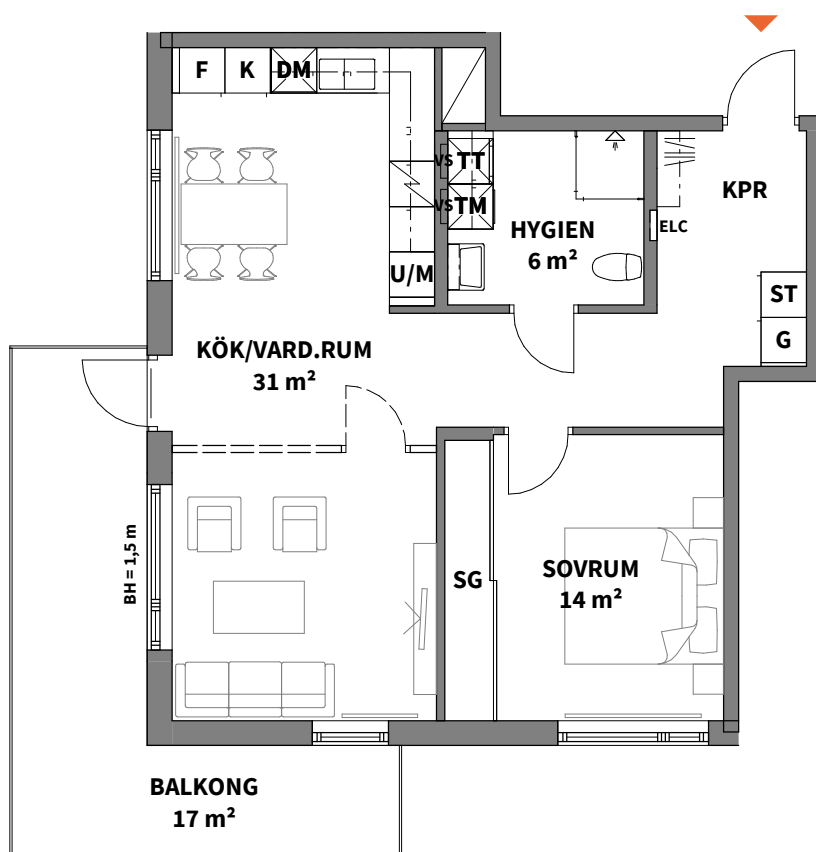 F
K
DM
VS
TT
VS
TM
U/M
HYGIEN
6 m²
KPR
ELC
ST
G
KÖK/VARD.RUM
31 m²
BH = 1,5 m
SG
SOVRUM
14 m²
BALKONG
17 m²